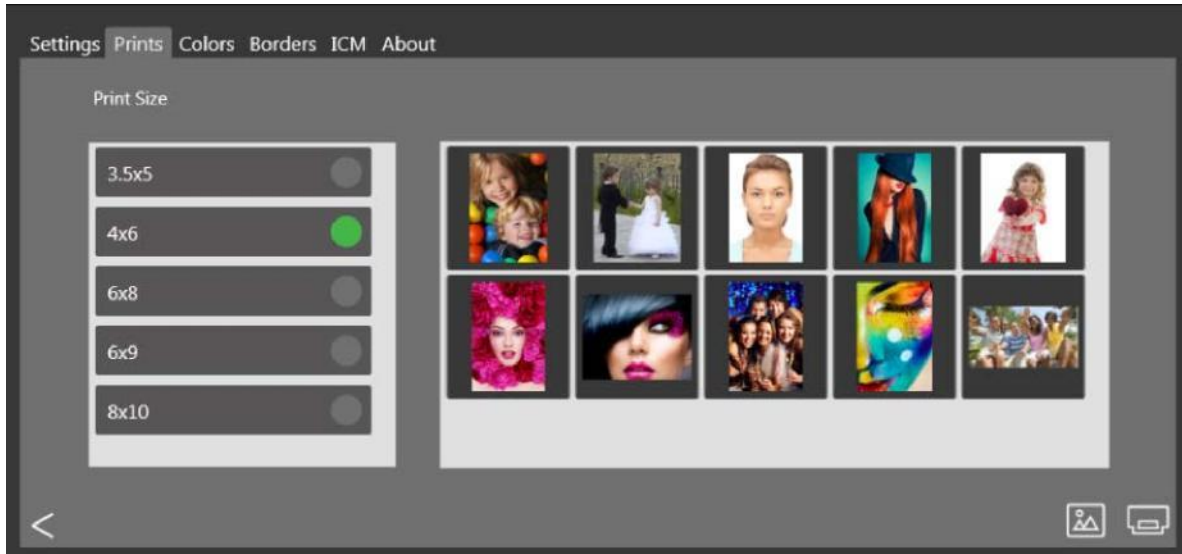 Settings Prints Colors Borders ICM About
Print Size
3.5x5
4x6
6x8
6x9
8x10